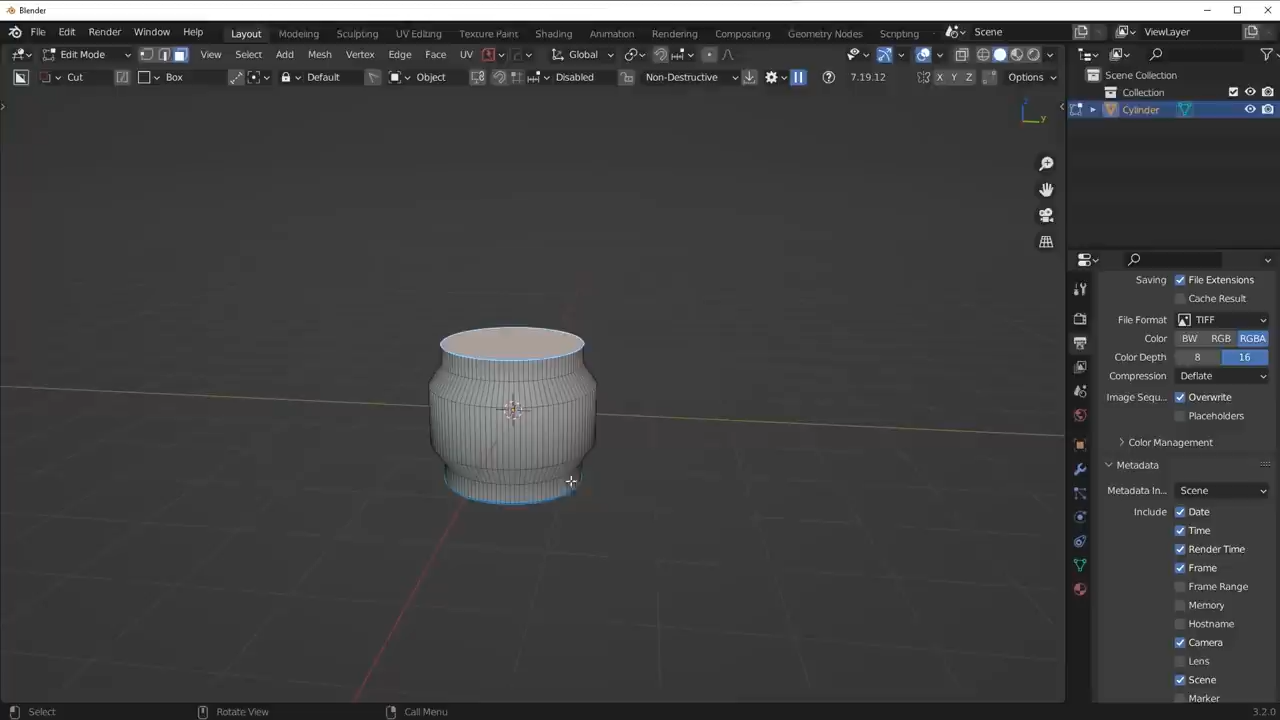 Blender
File Edit Render Window Help Layout Modeling Sculpting UV Editing Texture Paint Shading Animation Rendering Compositing Geometry Nodes Scripting Scene ViewLayer
Edit Mode View Select Add Mesh Vertex Edge Face UV Global
Cut Box Default Object Disabled Non-Destructive 7.19.12 X Y Z Options
Scene Collection
Collection
Cylinder
Z
Y
Saving File Extensions
Cache Result
File Format TIFF
Color BW RGB RGBA
Color Depth 8 16
Compression Deflate
Image Sequ... Overwrite
Placeholders
Color Management
Metadata
Metadata In... Scene
Include Date
Time
Render Time
Frame
Frame Range
Memory
Hostname
Camera
Lens
Scene
Marker
Select Rotate View Call Menu 3.2.0